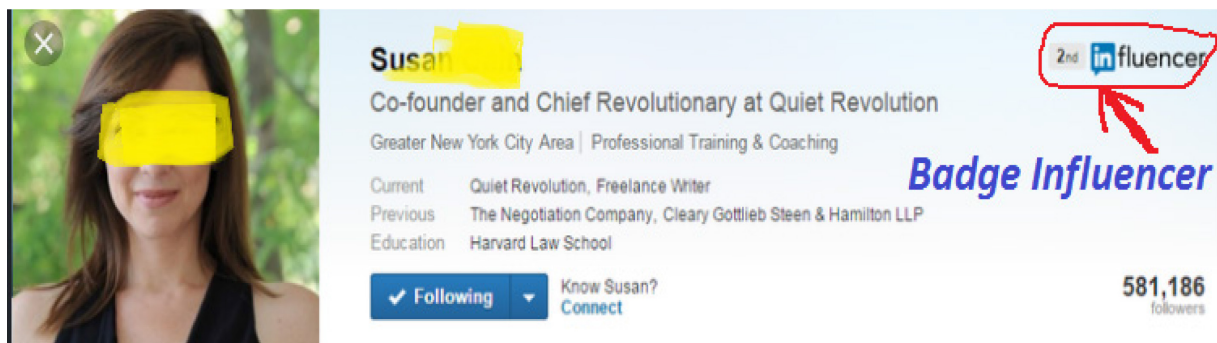 Susan
2nd influencer
Co-founder and Chief Revolutionary at Quiet Revolution
Greater New York City Area | Professional Training & Coaching
Badge Influencer
Current Quiet Revolution, Freelance Writer
Previous The Negotiation Company, Cleary Gottlieb Steen & Hamilton LLP
Education Harvard Law School
Following
Know Susan?
Connect
581,186
followers